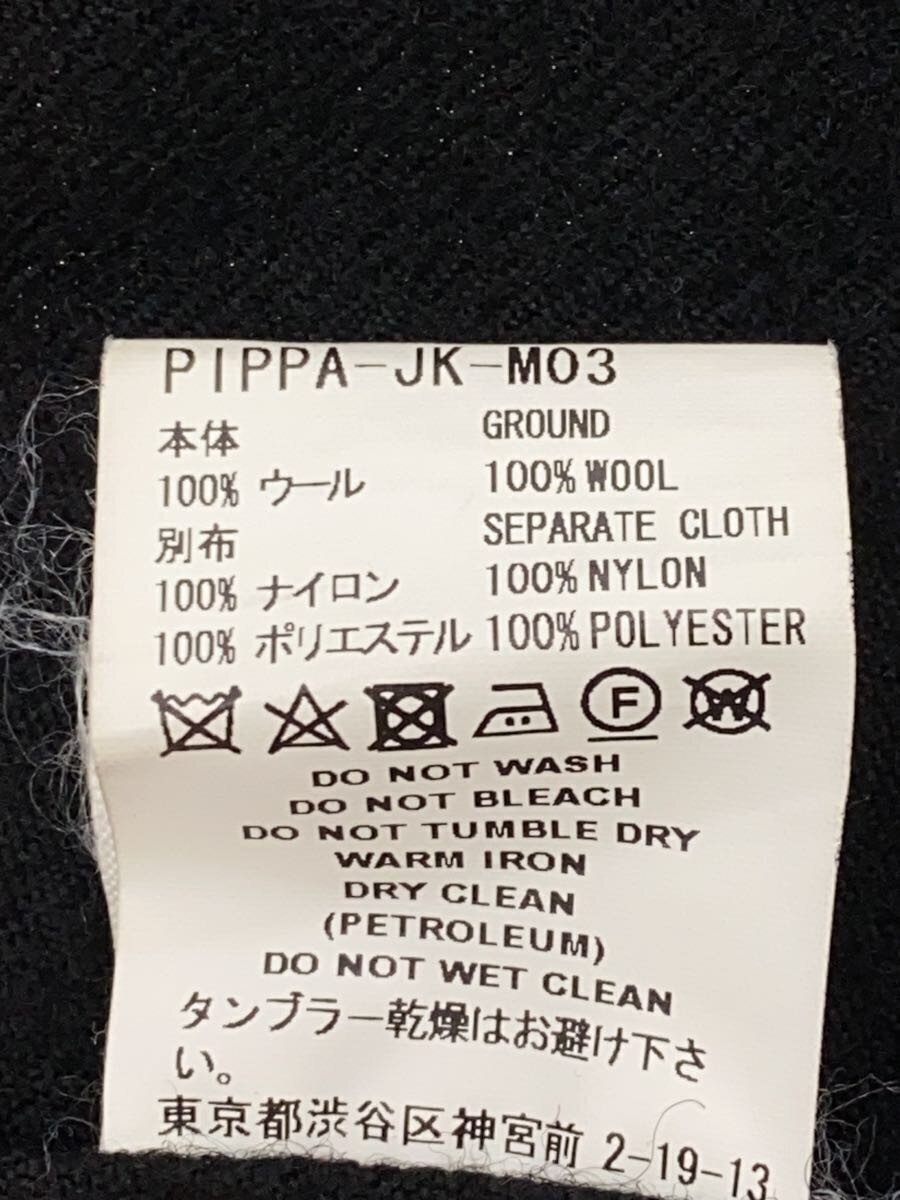 PIPPA-JK-M03
本体 GROUND
100% ウール 100% WOOL
別布 SEPARATE CLOTH
100% ナイロン 100% NYLON
100% ポリエステル 100% POLYESTER
F W
DO NOT WASH
DO NOT BLEACH
DO NOT TUMBLE DRY
WARM IRON
DRY CLEAN
(PETROLEUM)
DO NOT WET CLEAN
タンブラー乾燥はお避け下さ
い。
東京都渋谷区神宮前 2-19-13